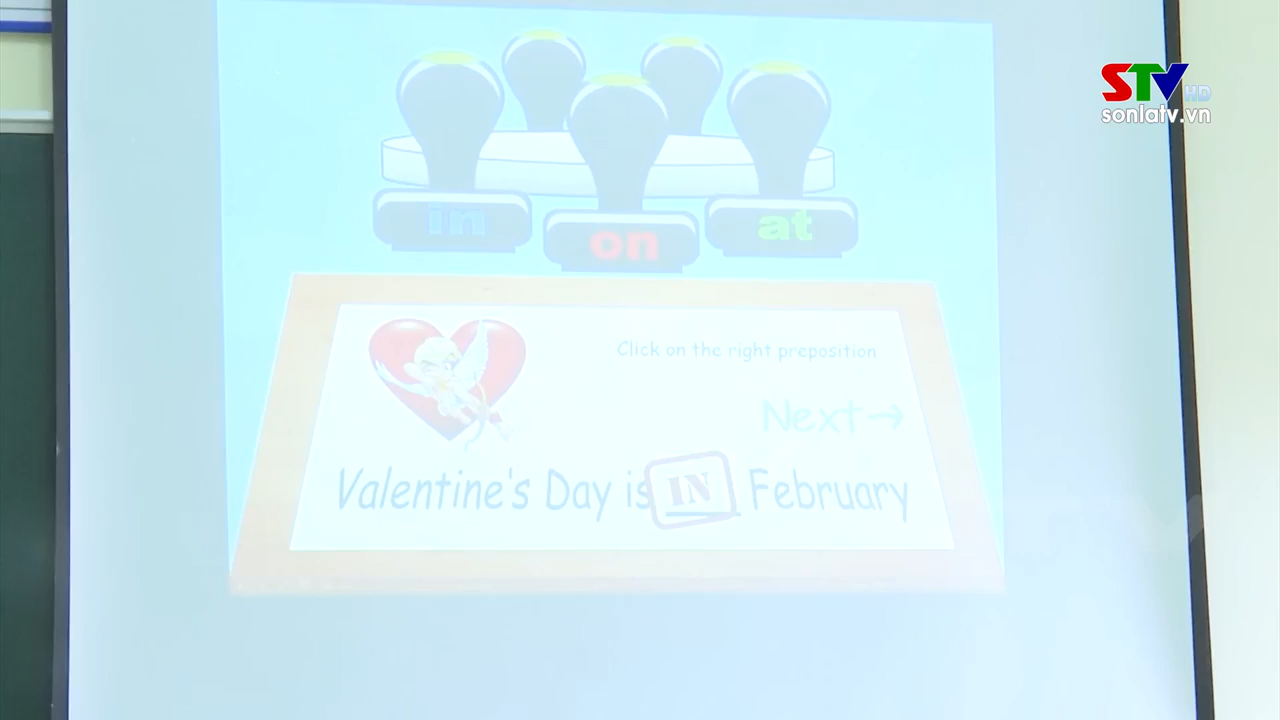 STV HD
sonlatv.vn
in
on
at
Click on the right preposition
Next→
Valentine's Day is IN February